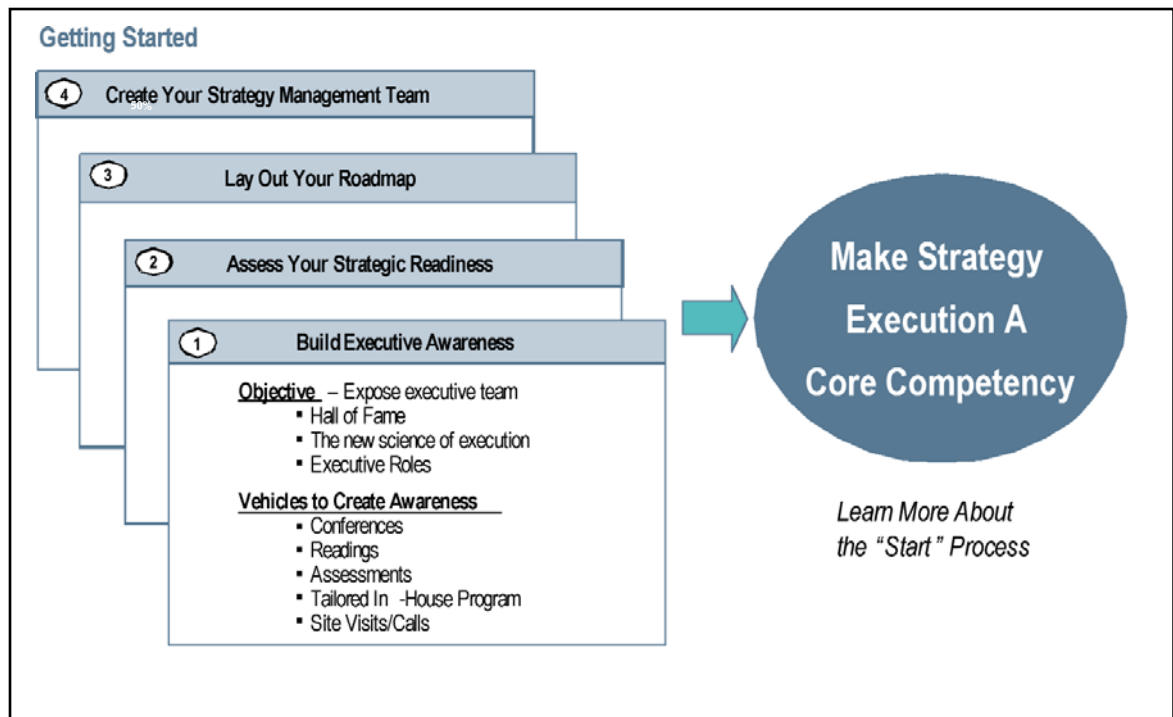 Getting Started
4 Create Your Strategy Management Team
50%
3 Lay Out Your Roadmap
2 Assess Your Strategic Readiness
1 Build Executive Awareness
Objective – Expose executive team
▪ Hall of Fame
▪ The new science of execution
▪ Executive Roles
Vehicles to Create Awareness
▪ Conferences
▪ Readings
▪ Assessments
▪ Tailored In -House Program
▪ Site Visits/Calls
Make Strategy
Execution A
Core Competency
Learn More About
the “Start” Process